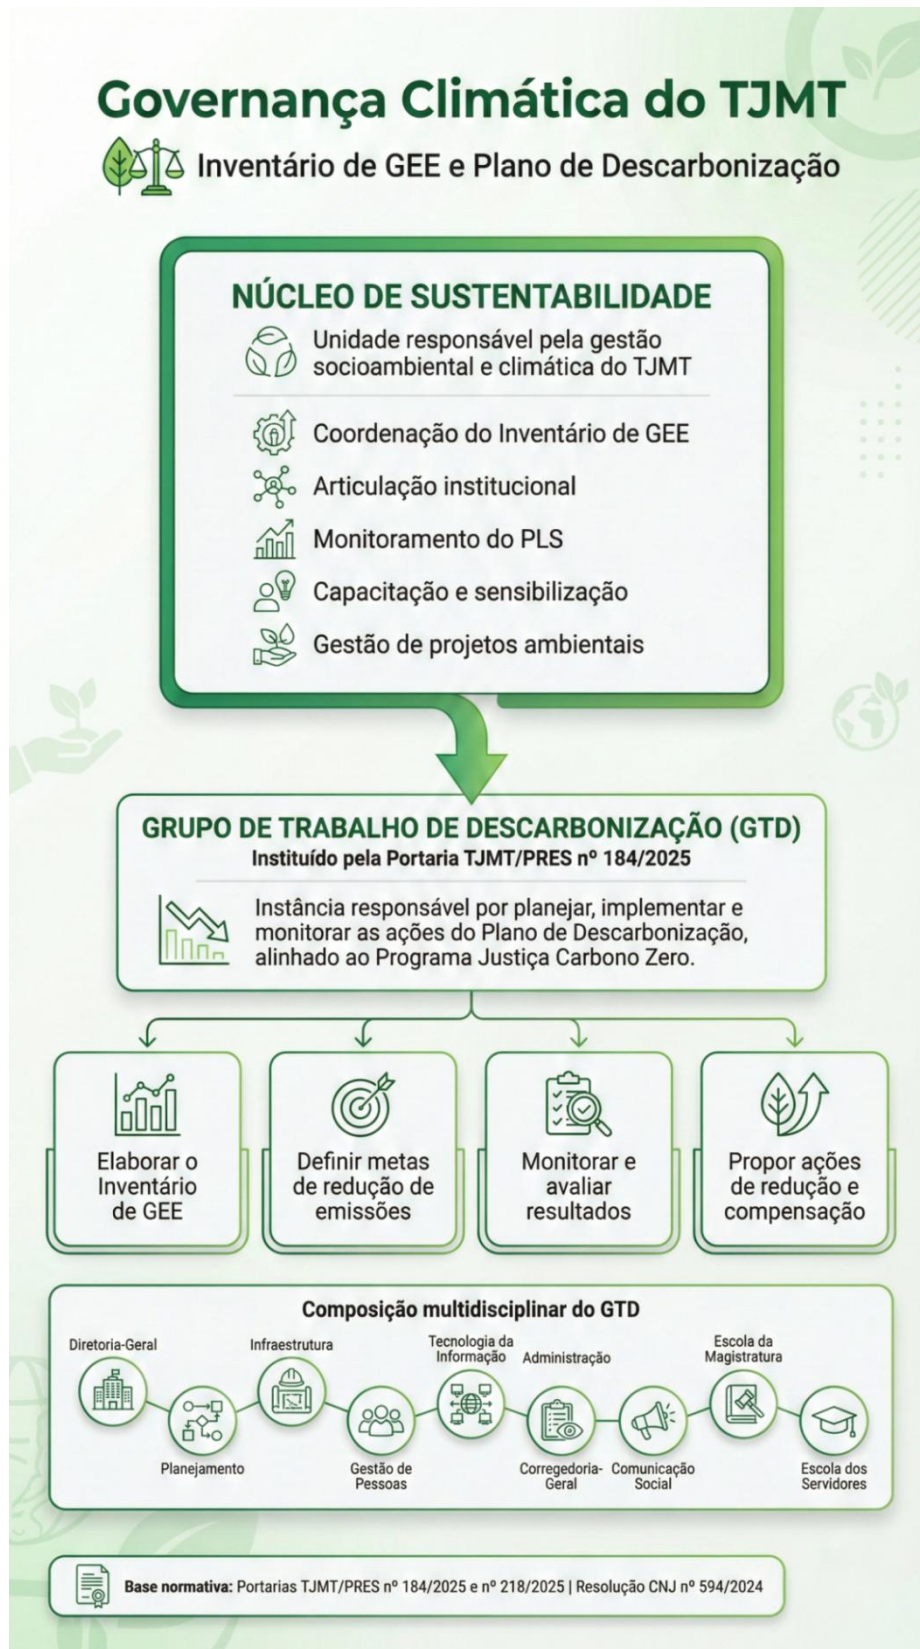 Governança Climática do TJMT
Inventário de GEE e Plano de Descarbonização
NÚCLEO DE SUSTENTABILIDADE
Unidade responsável pela gestão
socioambiental e climática do TJMT
Coordenação do Inventário de GEE
Articulação institucional
Monitoramento do PLS
Capacitação e sensibilização
Gestão de projetos ambientais
GRUPO DE TRABALHO DE DESCARBONIZAÇÃO (GTD)
Instituído pela Portaria TJMT/PRES nº 184/2025
Instância responsável por planejar, implementar e
monitorar as ações do Plano de Descarbonização,
alinhado ao Programa Justiça Carbono Zero.
Elaborar o
Inventário
de GEE
Definir metas
de redução de
emissões
Monitorar e
avaliar
resultados
Propor ações
de redução e
compensação
Composição multidisciplinar do GTD
Diretoria-Geral
Planejamento
Infraestrutura
Gestão de
Pessoas
Tecnologia da
Informação
Administração
Corregedoria-
Geral
Comunicação
Social
Escola da
Magistratura
Escola dos
Servidores
Base normativa: Portarias TJMT/PRES nº 184/2025 e nº 218/2025 | Resolução CNJ nº 594/2024